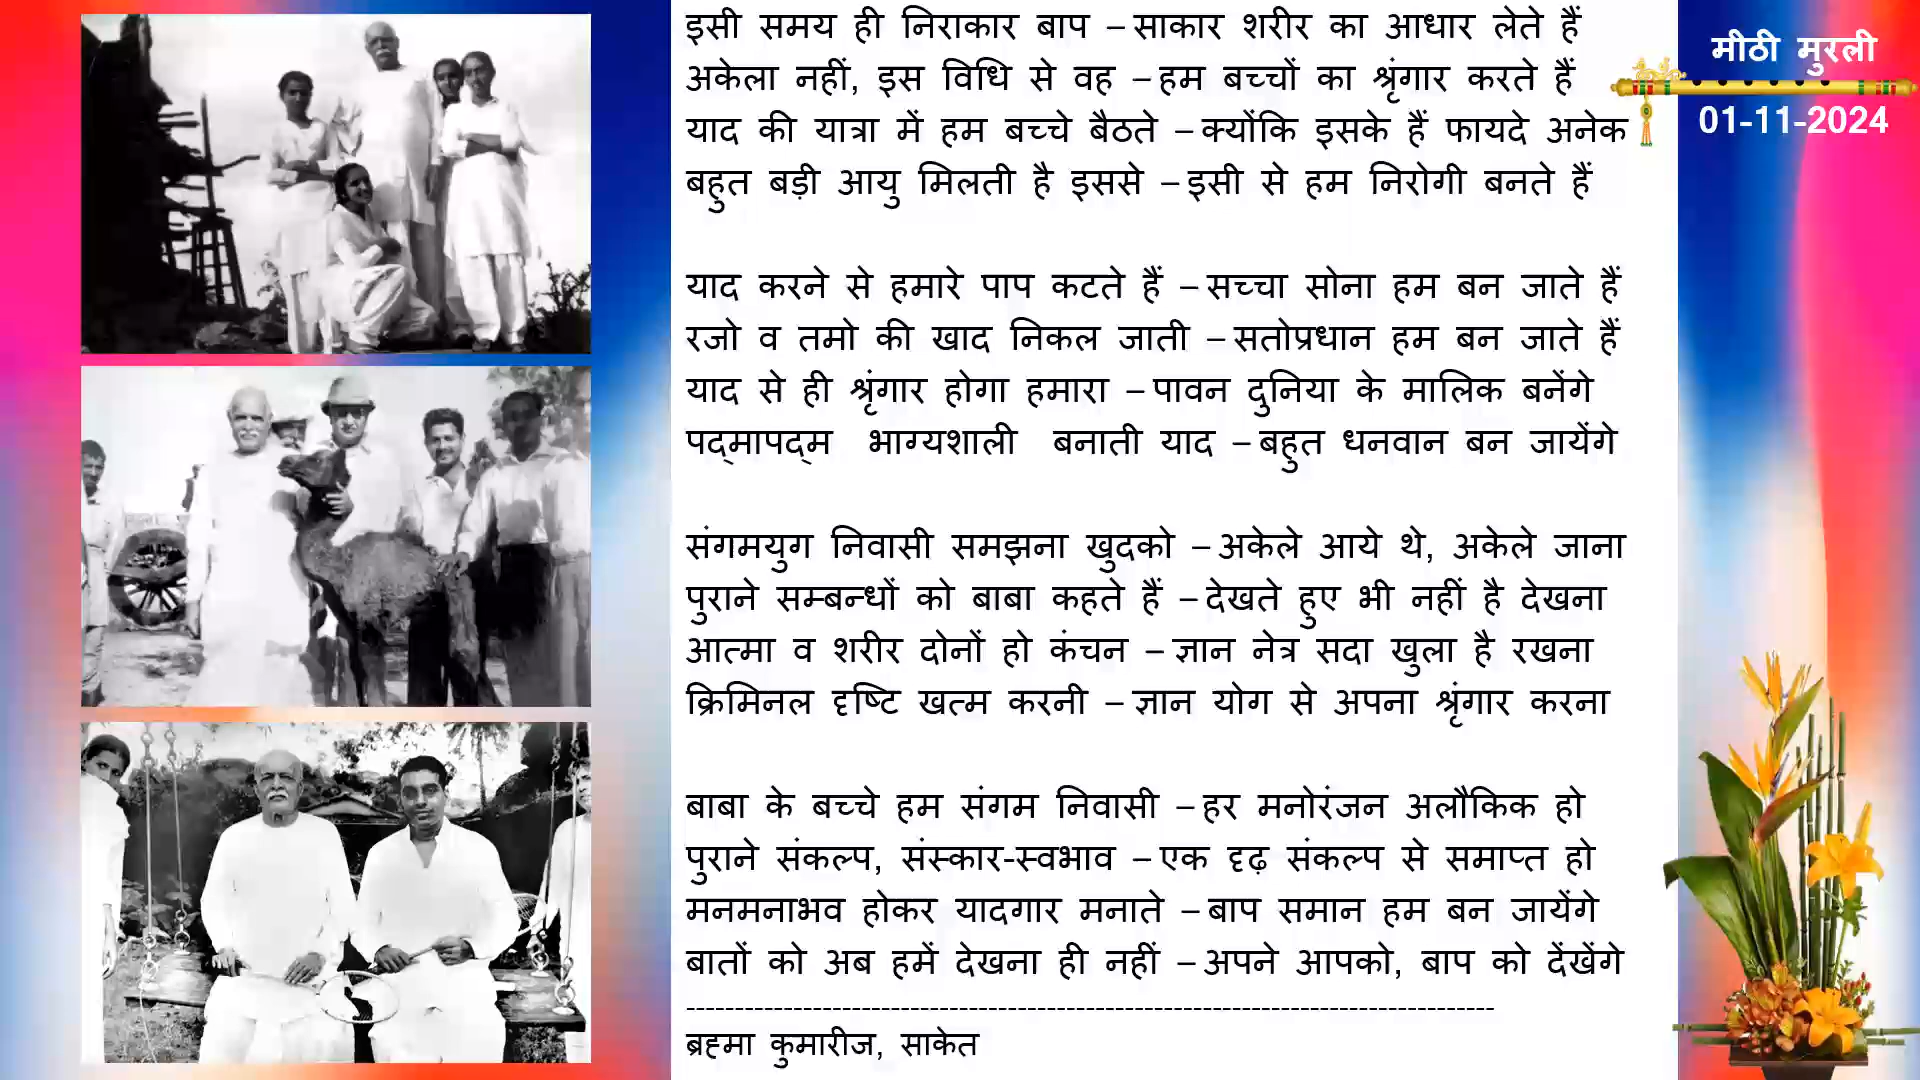 इसी समय ही निराकार बाप – साकार शरीर का आधार लेते हैं
अकेला नहीं, इस विधि से वह – हम बच्चों का श्रृंगार करते हैं
याद की यात्रा में हम बच्चे बैठते – क्योंकि इसके हैं फायदे अनेक
बहुत बड़ी आयु मिलती है इससे – इसी से हम निरोगी बनते हैं
याद करने से हमारे पाप कटते हैं – सच्चा सोना हम बन जाते हैं
रजो व तमो की खाद निकल जाती – सतोप्रधान हम बन जाते हैं
याद से ही श्रृंगार होगा हमारा – पावन दुनिया के मालिक बनेंगे
पद्मापद्म भाग्यशाली बनाती याद – बहुत धनवान बन जायेंगे
संगमयुग निवासी समझना खुदको – अकेले आये थे, अकेले जाना
पुराने सम्बन्धों को बाबा कहते हैं – देखते हुए भी नहीं है देखना
आत्मा व शरीर दोनों हो कंचन – ज्ञान नेत्र सदा खुला है रखना
क्रिमिनल दृष्टि खत्म करनी – ज्ञान योग से अपना श्रृंगार करना
बाबा के बच्चे हम संगम निवासी – हर मनोरंजन अलौकिक हो
पुराने संकल्प, संस्कार-स्वभाव – एक दृढ़ संकल्प से समाप्त हो
मनमनाभव होकर यादगार मनाते – बाप समान हम बन जायेंगे
बातों को अब हमें देखना ही नहीं – अपने आपको, बाप को देंखेंगे
-----------------------------------------------------------------------------------
ब्रह्मा कुमारीज, साकेत
मीठी मुरली
01-11-2024